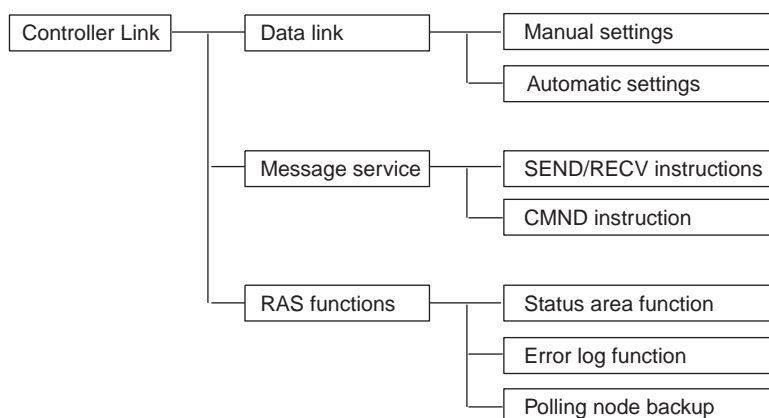 Controller Link
Data link
Manual settings
Automatic settings
Message service
SEND/RECV instructions
CMND instruction
RAS functions
Status area function
Error log function
Polling node backup